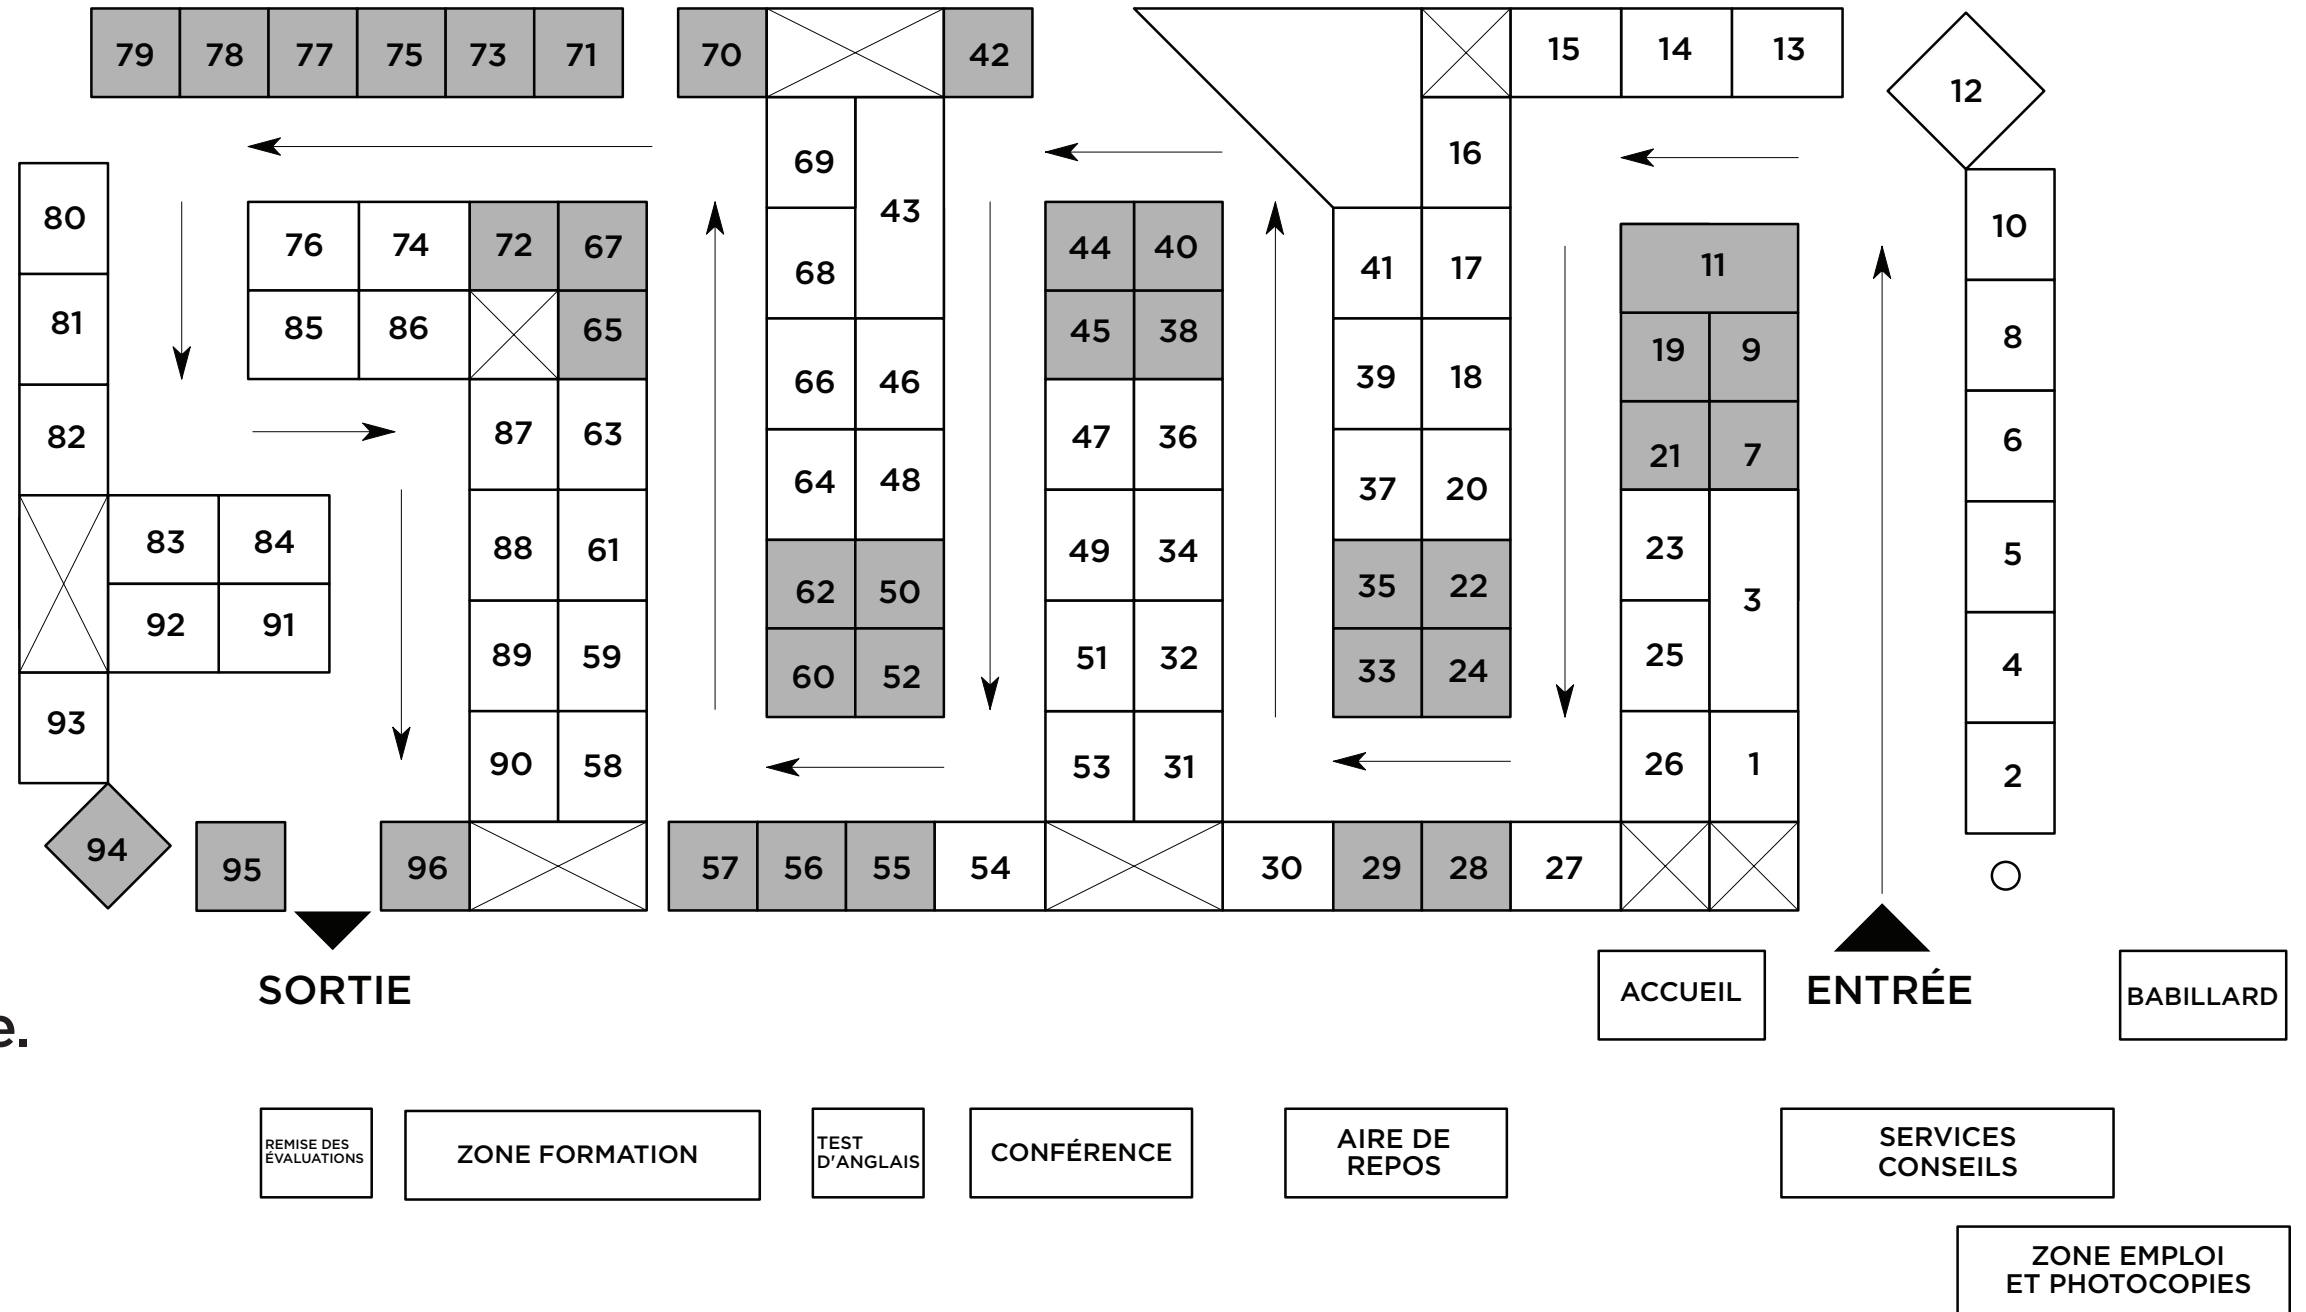 79 78 77 75 73 71 70 42 15 14 13
12
69 16
80 43 10
76 74 72 67 68 44 40 41 17 11
81 85 86 65 45 38 19 9 8
66 46 39 18
82 87 63 47 36 21 7 6
64 48 37 20
83 84 88 61 49 34 23 5
62 50 35 22 3
92 91 89 59 51 32 25 4
60 52 33 24
93 90 58 53 31 26 1 2
94 95 96 57 56 55 54 30 29 28 27
SORTIE
ACCUEIL
ENTRÉE
BABILLARD
e.
REMISE DES
ÉVALUATIONS
ZONE FORMATION
TEST
D'ANGLAIS
CONFÉRENCE
AIRE DE
REPOS
SERVICES
CONSEILS
ZONE EMPLOI
ET PHOTOCOPIES